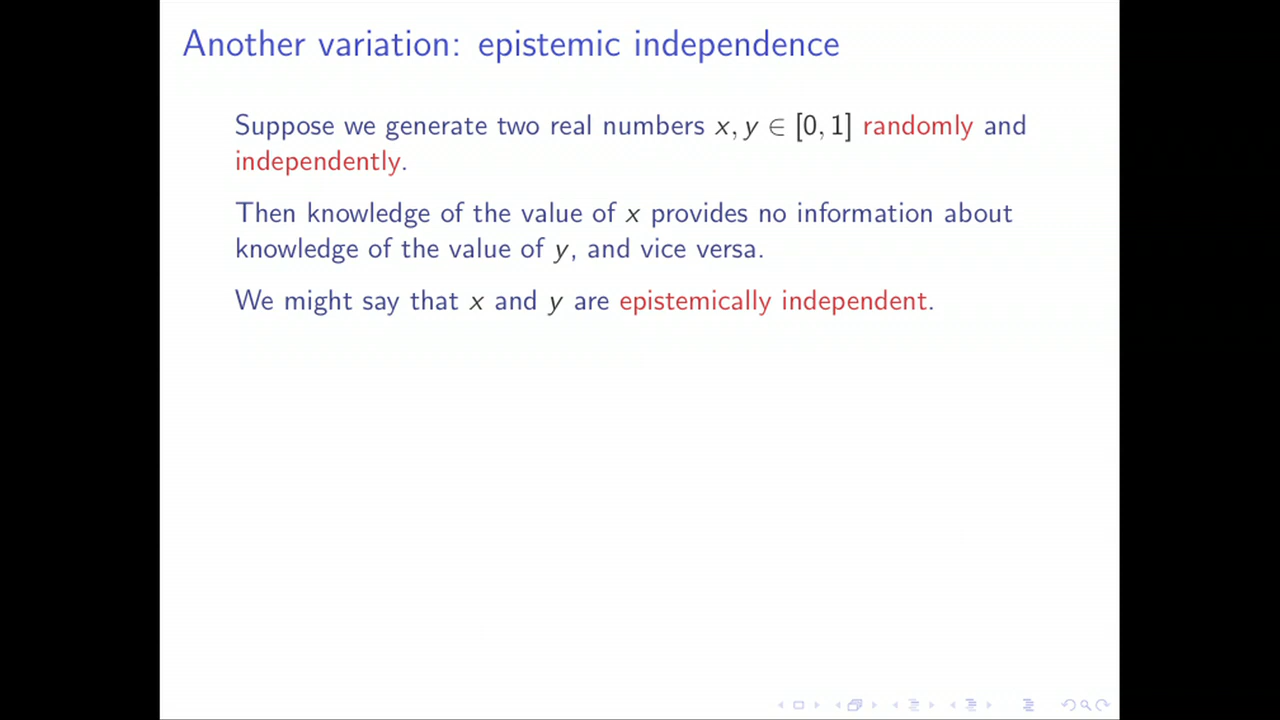 Another variation: epistemic independence
Suppose we generate two real numbers x, y ∈ [0, 1] randomly and
independently.
Then knowledge of the value of x provides no information about
knowledge of the value of y, and vice versa.
We might say that x and y are epistemically independent.